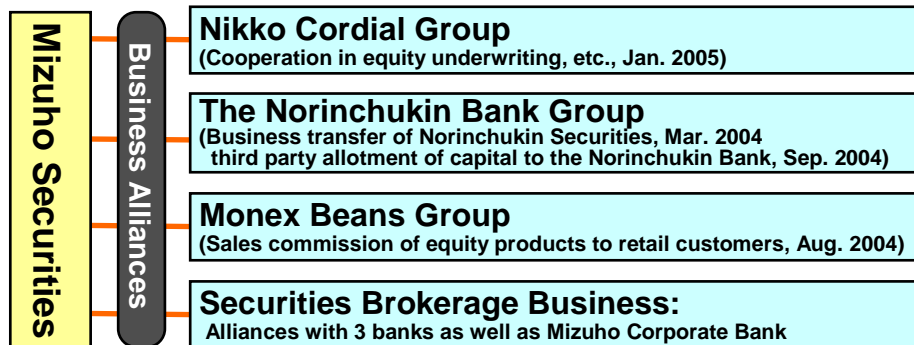 Mizuho Securities
Business Alliances
Nikko Cordial Group
(Cooperation in equity underwriting, etc., Jan. 2005)
The Norinchukin Bank Group
(Business transfer of Norinchukin Securities, Mar. 2004
third party allotment of capital to the Norinchukin Bank, Sep. 2004)
Monex Beans Group
(Sales commission of equity products to retail customers, Aug. 2004)
Securities Brokerage Business:
Alliances with 3 banks as well as Mizuho Corporate Bank